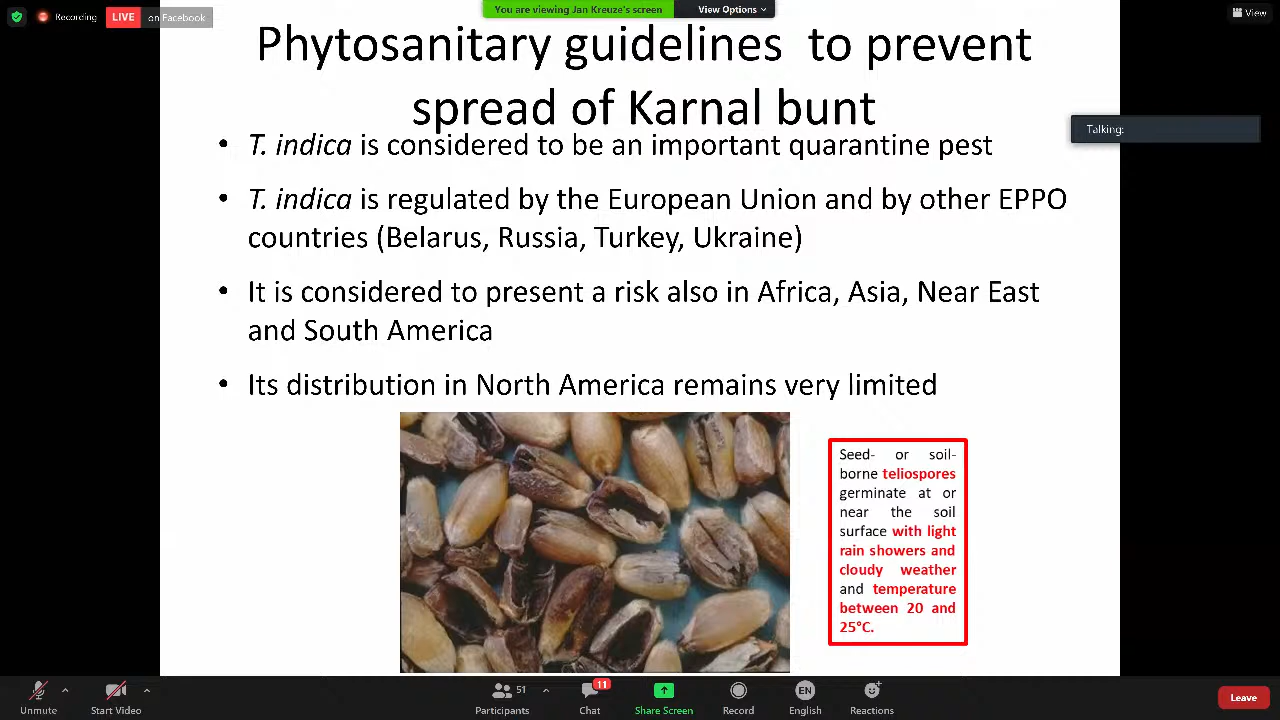 Recording
LIVE on Facebook
You are viewing Jan Kreuze's screen
View Options
View
Phytosanitary guidelines to prevent
spread of Karnal bunt
Talking:
• T. indica is considered to be an important quarantine pest
• T. indica is regulated by the European Union and by other EPPO
countries (Belarus, Russia, Turkey, Ukraine)
• It is considered to present a risk also in Africa, Asia, Near East
and South America
• Its distribution in North America remains very limited
Seed- or soil-
borne teliospores
germinate at or
near the soil
surface with light
rain showers and
cloudy weather
and temperature
between 20 and
25°C.
Unmute
Start Video
51
Participants
11
Chat
Share Screen
Record
EN
English
Reactions
Leave